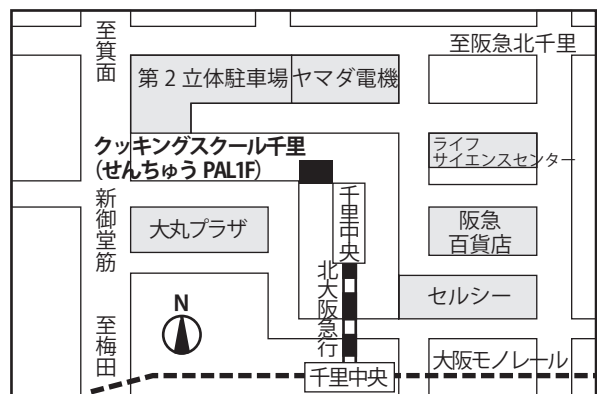 至箕面
至阪急北千里
第2立体駐車場
ヤマダ電機
クッキングスクール千里
(せんちゅう PAL1F)
ライフ
サイエンスセンター
千里中央
新御堂筋
大丸プラザ
阪急
百貨店
北大阪急行
セルシー
N
至梅田
大阪モノレール
千里中央